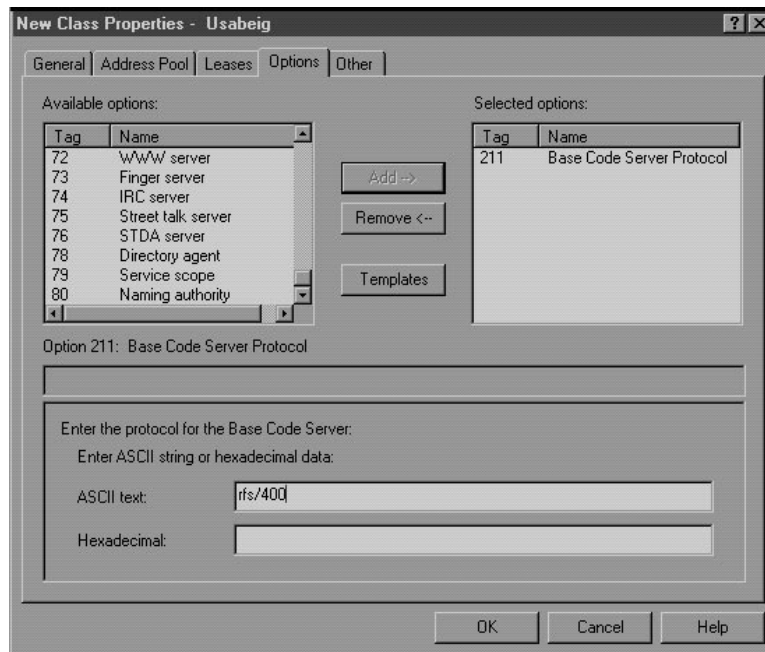 New Class Properties - Usabeig
General Address Pool Leases Options Other
Available options:
Selected options:
Tag Name
72 WWW server
73 Finger server
74 IRC server
75 Street talk server
76 STDA server
78 Directory agent
79 Service scope
80 Naming authority
Add -->
Remove <--
Templates
Tag Name
211 Base Code Server Protocol
Option 211: Base Code Server Protocol
Enter the protocol for the Base Code Server:
Enter ASCII string or hexadecimal data:
ASCII text: rfs/400
Hexadecimal:
OK Cancel Help